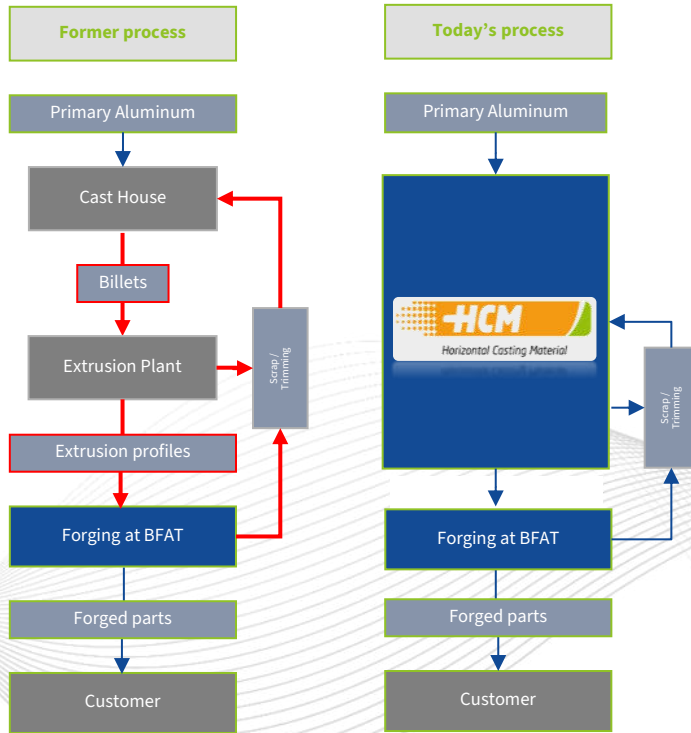 Former process
Primary Aluminum
Cast House
Billets
Extrusion Plant
Scrap /
Trimming
Extrusion profiles
Forging at BFAT
Forged parts
Customer
Today’s process
Primary Aluminum
HCM
Horizontal Casting Material
Scrap /
Trimming
Forging at BFAT
Forged parts
Customer